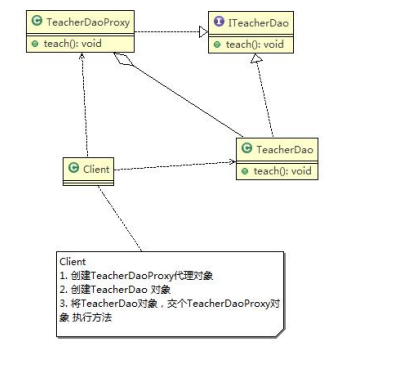 C TeacherDaoProxy
teach(): void
I ITeacherDao
teach(): void
C TeacherDao
teach(): void
C Client
Client
1. 创建TeacherDaoProxy代理对象
2. 创建TeacherDao 对象
3. 将TeacherDao对象，交个TeacherDaoProxy对
象 执行方法